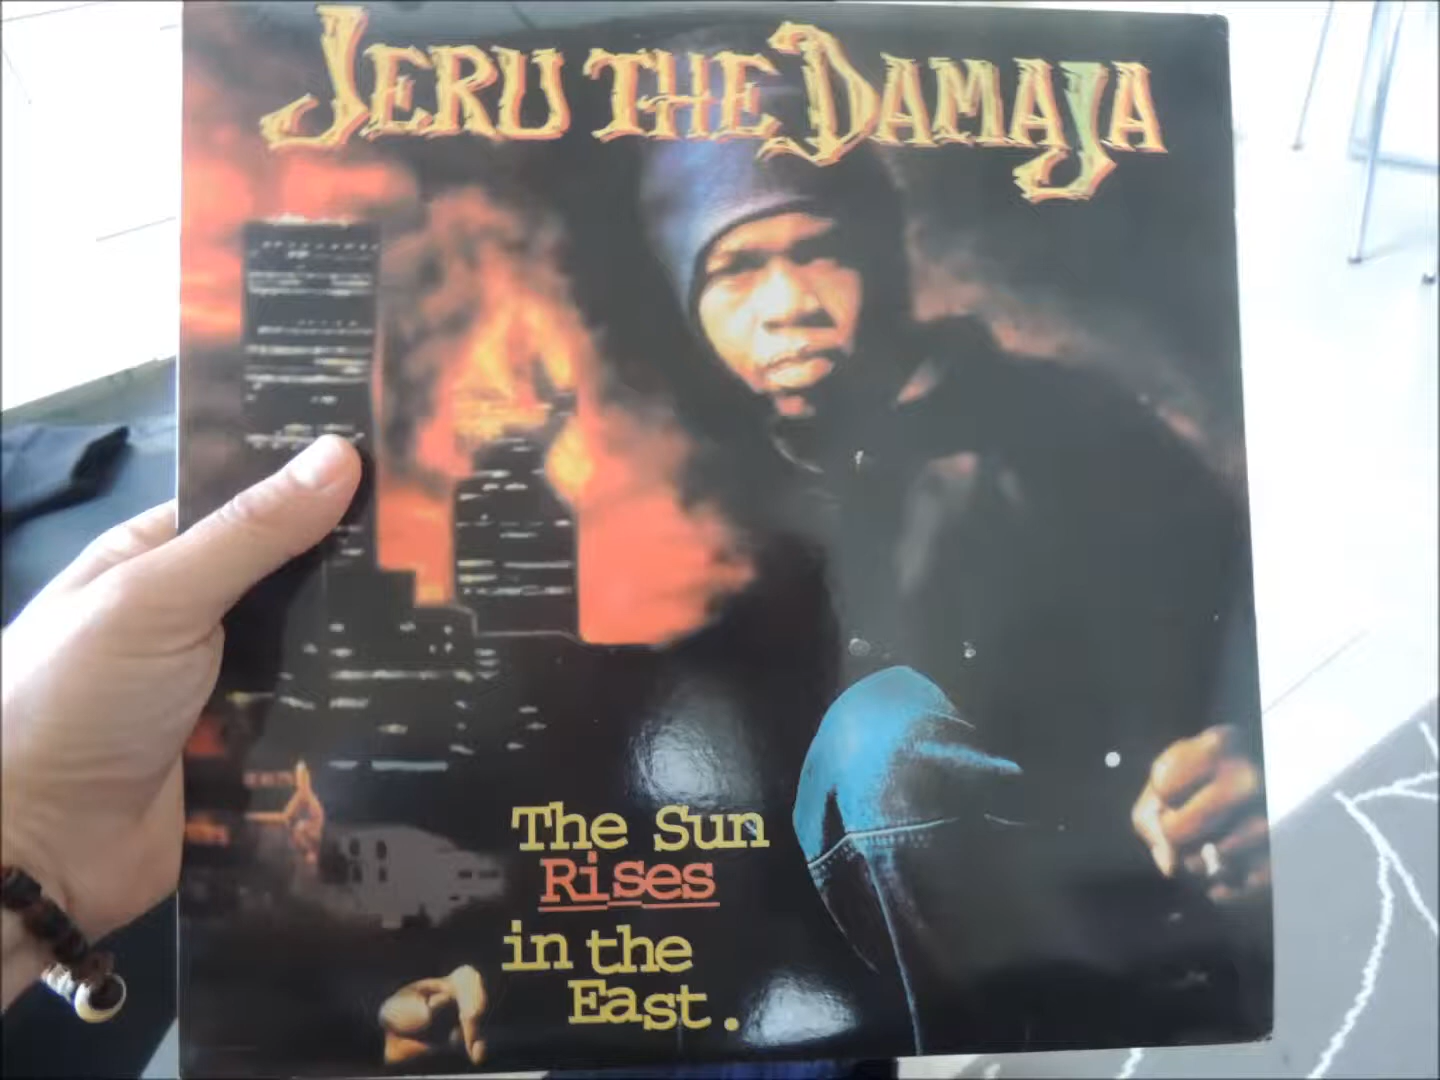 JERU THE DAMAJA
The Sun
Rises
in the
East.